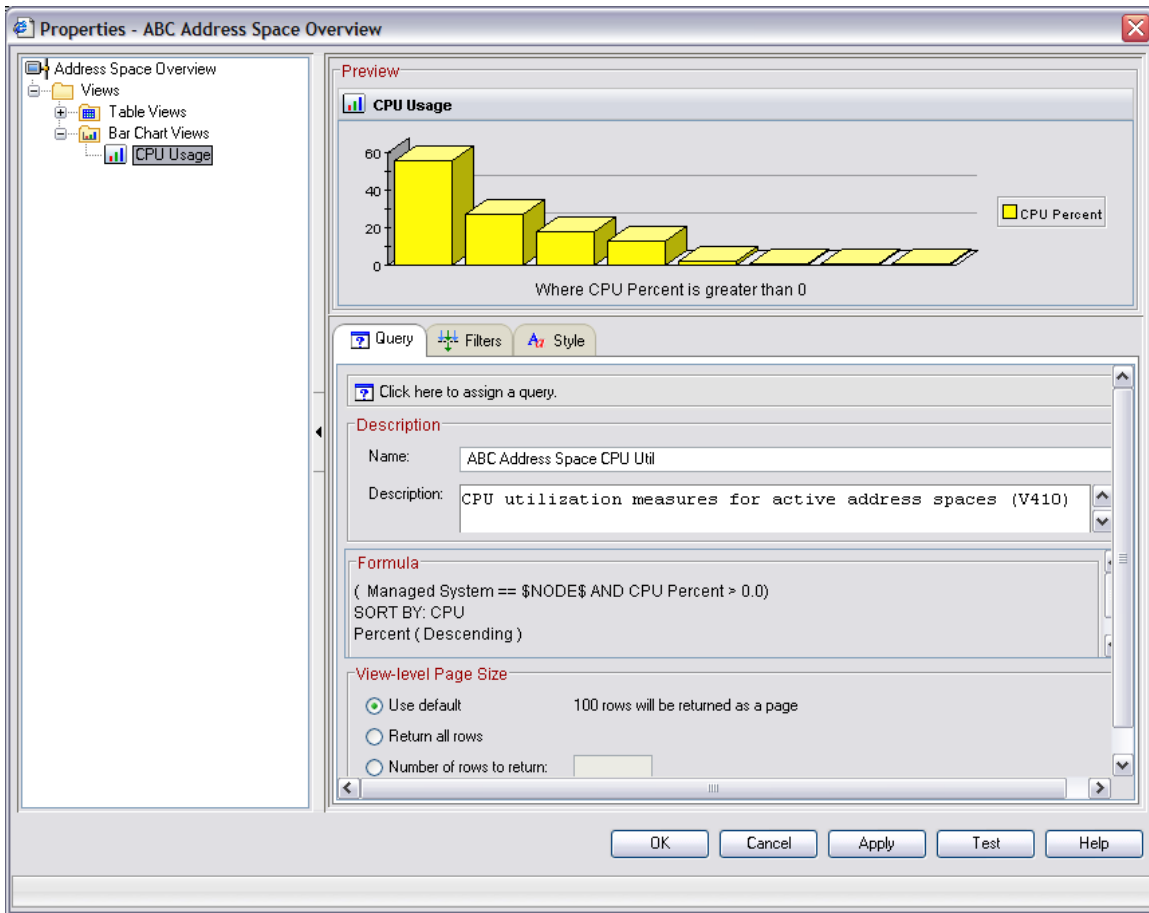 Properties - ABC Address Space Overview
Address Space Overview
Views
Table Views
Bar Chart Views
CPU Usage
Preview
CPU Usage
60
40
20
0
CPU Percent
Where CPU Percent is greater than 0
Query
Filters
Style
Click here to assign a query.
Description
Name:
ABC Address Space CPU Util
Description:
CPU utilization measures for active address spaces (V410)
Formula
( Managed System == $NODE$ AND CPU Percent > 0.0)
SORT BY: CPU
Percent ( Descending )
View-level Page Size
Use default
100 rows will be returned as a page
Return all rows
Number of rows to return:
OK
Cancel
Apply
Test
Help